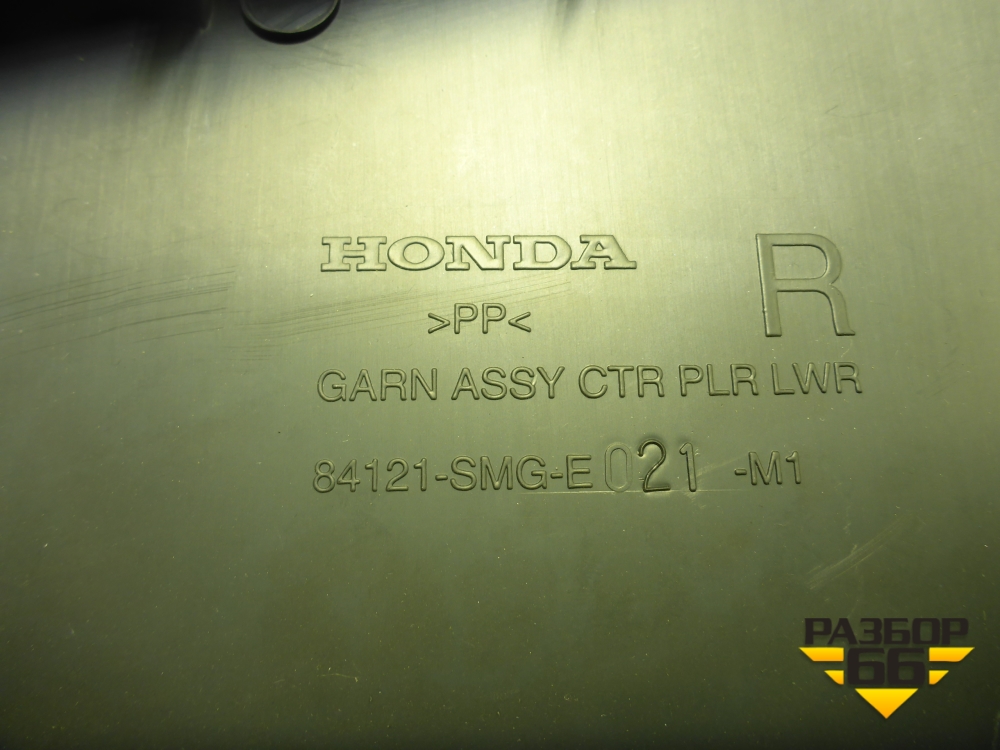 HONDA
R
>PP<
GARN ASSY CTR PLR LWR
84121-SMG-E021-M1
РАЗБОР
66